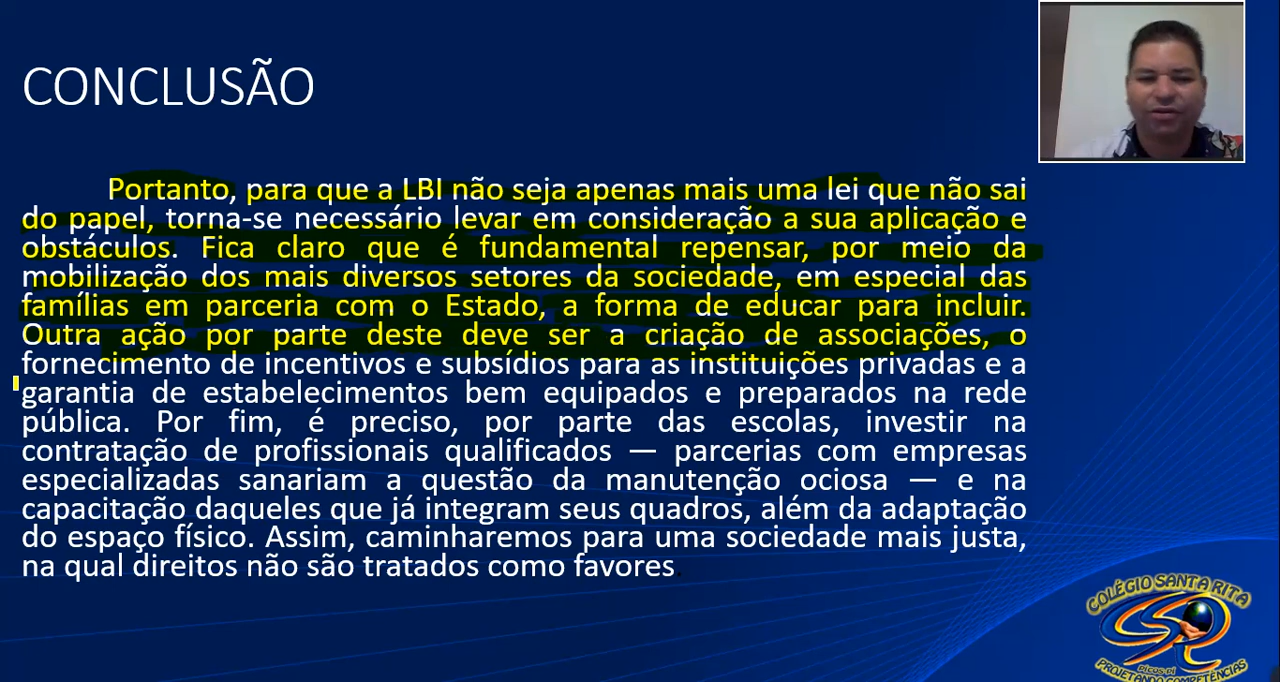 CONCLUSÃO
Portanto, para que a LBI não seja apenas mais uma lei que não sai
do papel, torna-se necessário levar em consideração a sua aplicação e
obstáculos. Fica claro que é fundamental repensar, por meio da
mobilização dos mais diversos setores da sociedade, em especial das
famílias em parceria com o Estado, a forma de educar para incluir.
Outra ação por parte deste deve ser a criação de associações, o
fornecimento de incentivos e subsídios para as instituições privadas e a
garantia de estabelecimentos bem equipados e preparados na rede
pública. Por fim, é preciso, por parte das escolas, investir na
contratação de profissionais qualificados — parcerias com empresas
especializadas sanariam a questão da manutenção ociosa — e na
capacitação daqueles que já integram seus quadros, além da adaptação
do espaço físico. Assim, caminharemos para uma sociedade mais justa,
na qual direitos não são tratados como favores.
COLÉGIO SANTA RITA
PICOS PI
PROJETANDO COMPETÊNCIAS